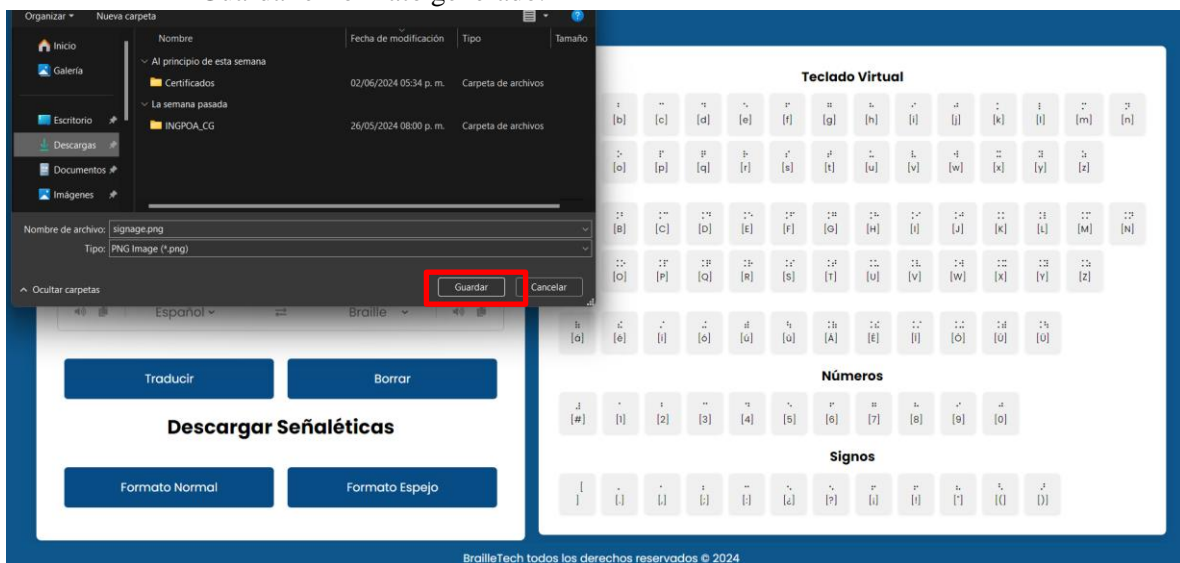 Organizar Nueva carpeta
Nombre Fecha de modificación Tipo Tamaño
Inicio
Galería
Escritorio
Descargas
Documentos
Imágenes
Al principio de esta semana
Certificados 02/06/2024 05:34 p. m. Carpeta de archivos
La semana pasada
INGPOA_CG 26/05/2024 08:00 p. m. Carpeta de archivos
Nombre de archivo: signage.png
Tipo: PNG Image (*.png)
Ocultar carpetas
Guardar Cancelar
Español Braille
Traducir Borrar
Descargar Señaléticas
Formato Normal Formato Espejo
Teclado Virtual
[b] [c] [d] [e] [f] [g] [h] [i] [j] [k] [l] [m] [n]
[o] [p] [q] [r] [s] [t] [u] [v] [w] [x] [y] [z]
[B] [C] [D] [E] [F] [G] [H] [I] [J] [K] [L] [M] [N]
[O] [P] [Q] [R] [S] [T] [U] [V] [W] [X] [Y] [Z]
[á] [é] [í] [ó] [ú] [ü] [Á] [É] [Í] [Ó] [Ú] [Ü]
Números
[#] [1] [2] [3] [4] [5] [6] [7] [8] [9] [0]
Signos
[ ] [.] [,] [;] [:] [¿] [?] [¡] [!] ["] [(] [)]
BrailleTech todos los derechos reservados © 2024